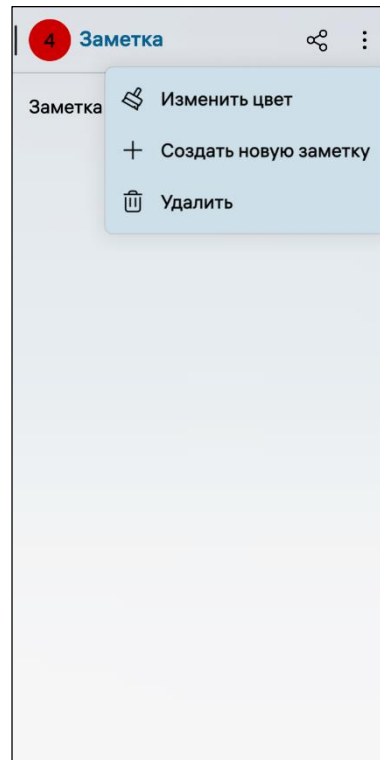 4 Заметка
Заметка
Изменить цвет
Создать новую заметку
Удалить